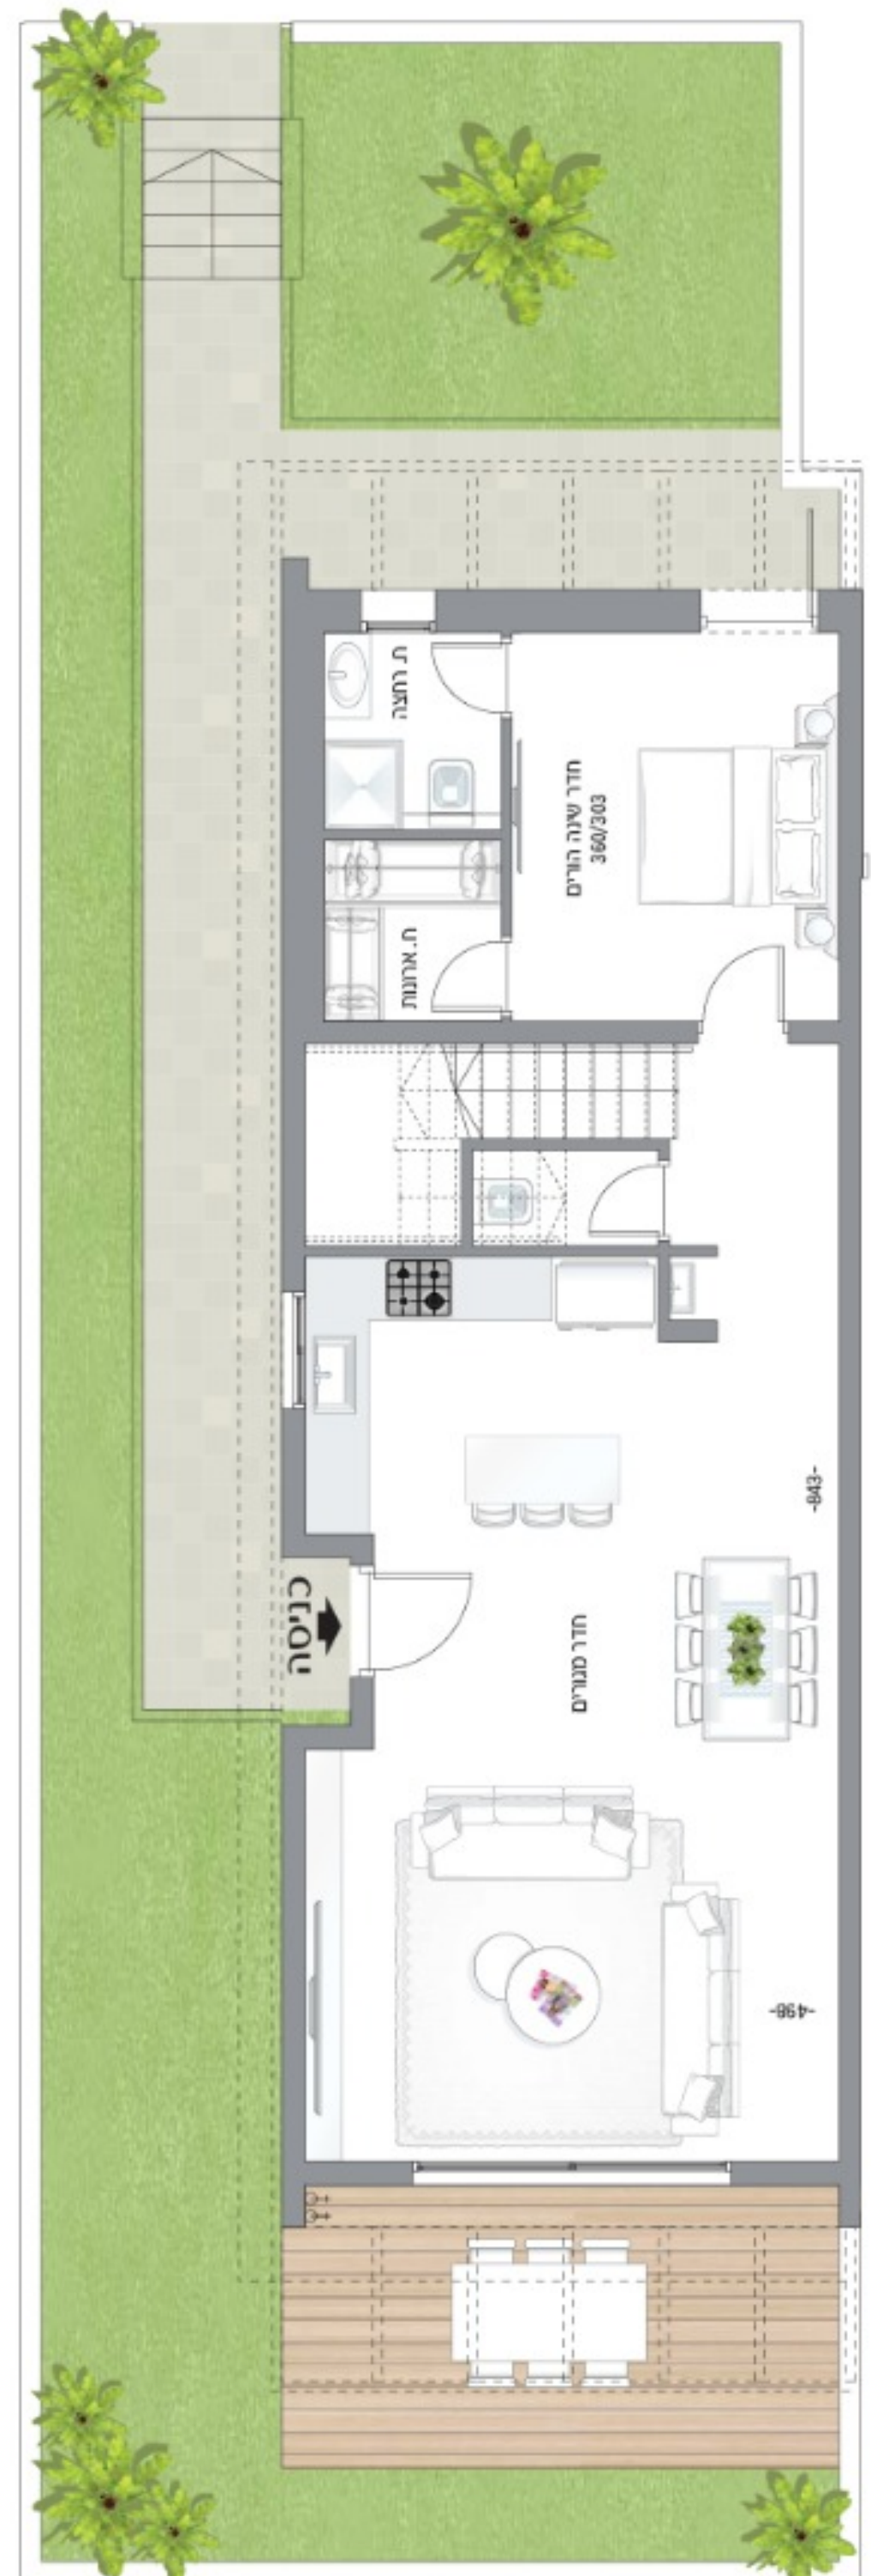 ח. רחצה
חדר שינה הורים
360/303
ח.ארונות
-843-
כניסה
חדר מגורים
-498-